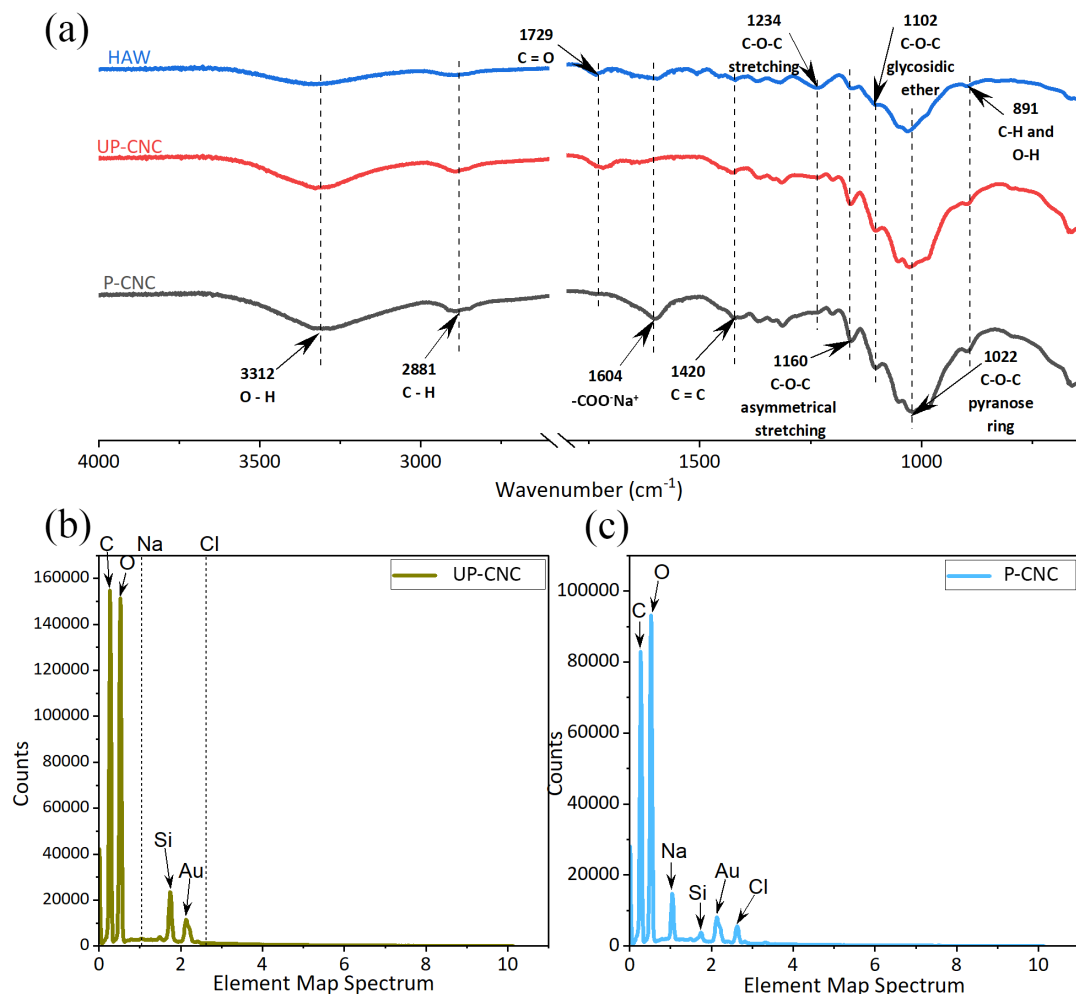 (a)
HAW
UP-CNC
P-CNC
1729
C = O
1234
C-O-C
stretching
1102
C-O-C
glycosidic
ether
891
C-H and
O-H
3312
O - H
2881
C - H
1604
-COO⁻Na⁺
1420
C = C
1160
C-O-C
asymmetrical
stretching
1022
C-O-C
pyranose
ring
4000 3500 3000 1500 1000
Wavenumber (cm⁻¹)
(b)
C Na Cl
O
UP-CNC
Si
Au
160000
140000
120000
100000
80000
60000
40000
20000
0
Counts
0 2 4 6 8 10
Element Map Spectrum
(c)
P-CNC
O
C
Na
Si
Au
Cl
100000
80000
60000
40000
20000
0
Counts
0 2 4 6 8 10
Element Map Spectrum